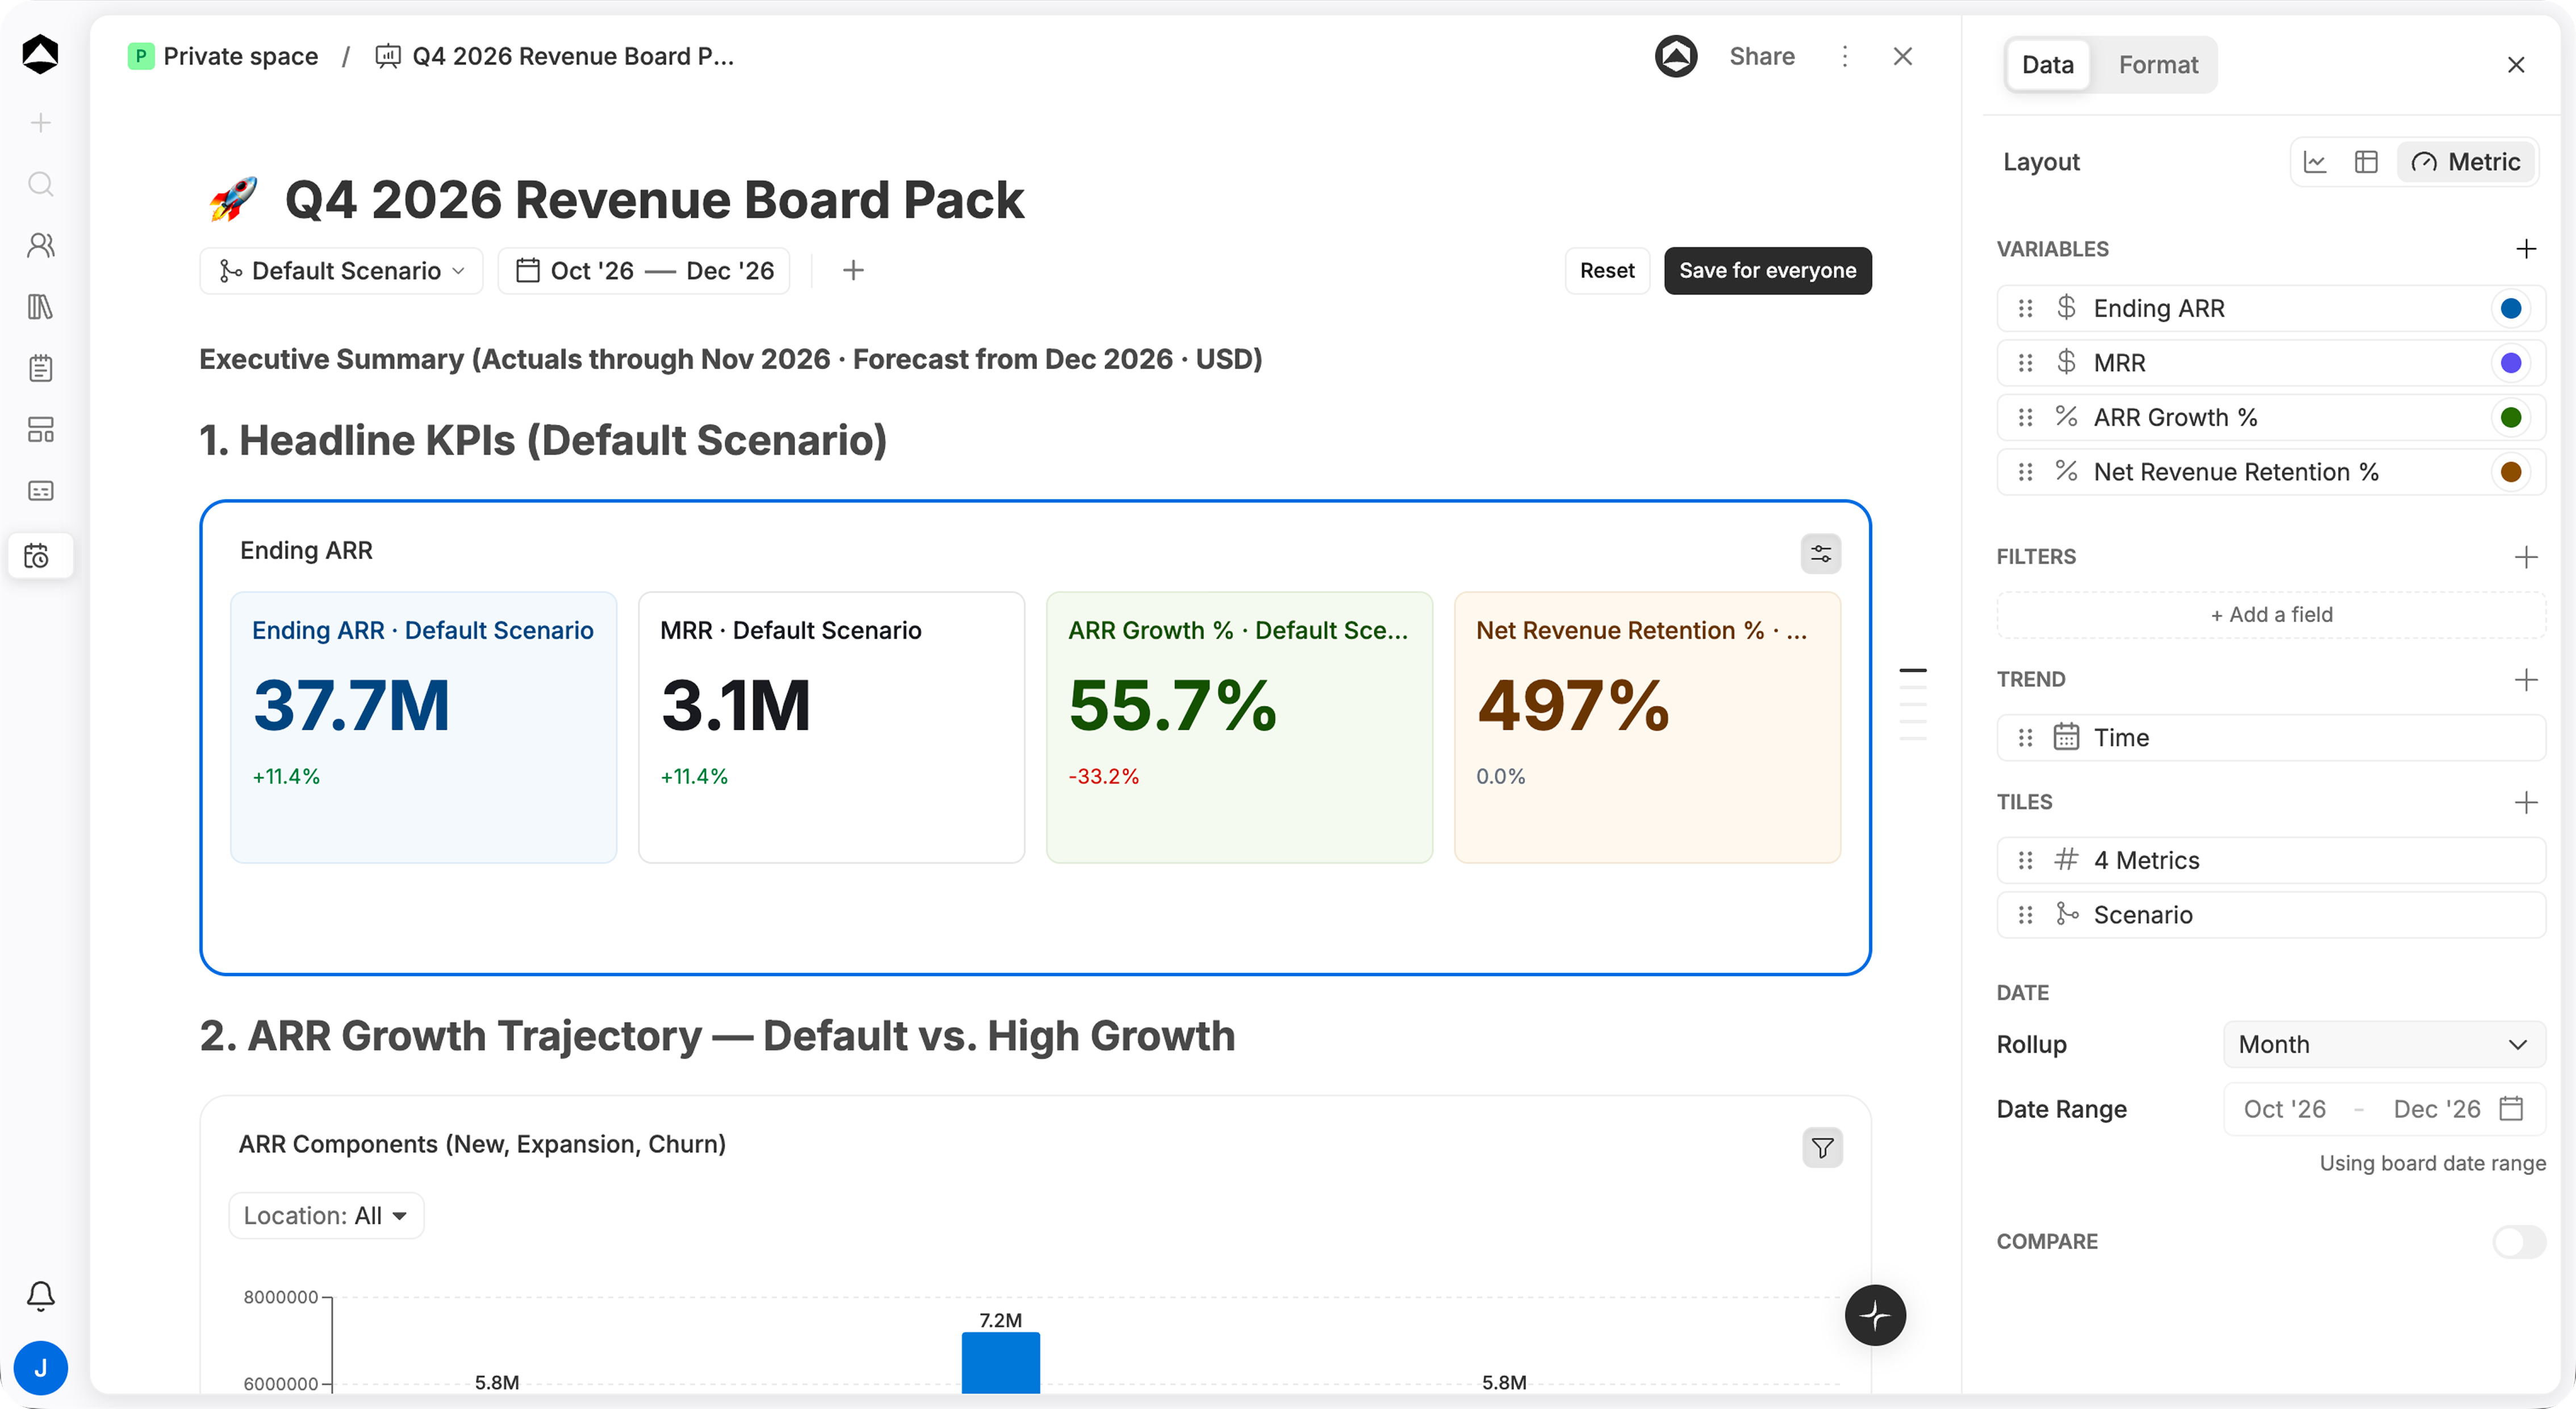 P Private space / Q4 2026 Revenue Board P...
Share
Q4 2026 Revenue Board Pack
Default Scenario
Oct '26 — Dec '26
Reset
Save for everyone
Executive Summary (Actuals through Nov 2026 · Forecast from Dec 2026 · USD)
1. Headline KPIs (Default Scenario)
Ending ARR
Ending ARR · Default Scenario
37.7M
+11.4%
MRR · Default Scenario
3.1M
+11.4%
ARR Growth % · Default Sce...
55.7%
-33.2%
Net Revenue Retention % · ...
497%
0.0%
2. ARR Growth Trajectory — Default vs. High Growth
ARR Components (New, Expansion, Churn)
Location: All
8000000
7.2M
6000000
5.8M
5.8M
J
Data
Format
Layout
Metric
VARIABLES
$ Ending ARR
$ MRR
% ARR Growth %
% Net Revenue Retention %
FILTERS
+ Add a field
TREND
Time
TILES
# 4 Metrics
Scenario
DATE
Rollup
Month
Date Range
Oct '26 - Dec '26
Using board date range
COMPARE